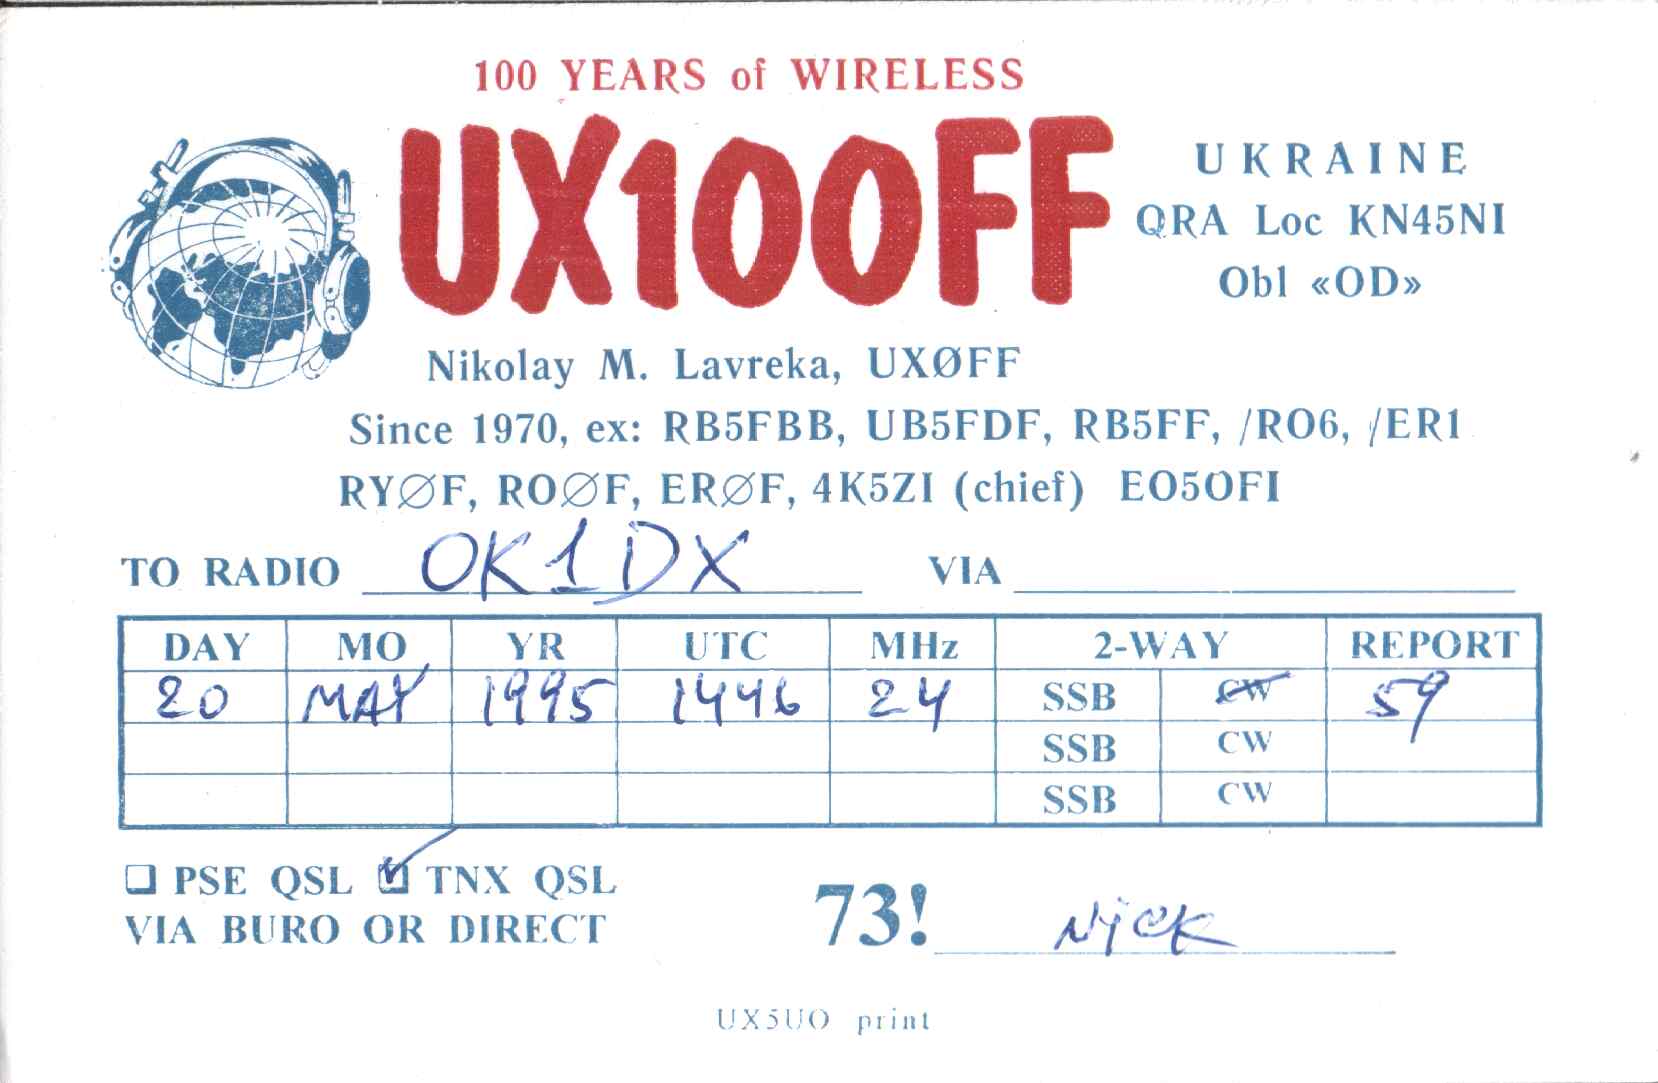 100 YEARS of WIRELESS
UX100FF
UKRAINE
QRA Loc KN45NI
Obl «OD»
Nikolay M. Lavreka, UXØFF
Since 1970, ex: RB5FBB, UB5FDF, RB5FF, /RO6, /ER1
RYØF, ROØF, ERØF, 4K5ZI (chief) EO5OFI
TO RADIO OK1DX VIA
DAY MO YR UTC MHz 2-WAY REPORT
20 MAY 1995 1446 24 SSB CW 59
SSB CW
SSB CW
PSE QSL TNX QSL
VIA BURO OR DIRECT
73! Nick
UX5UO print